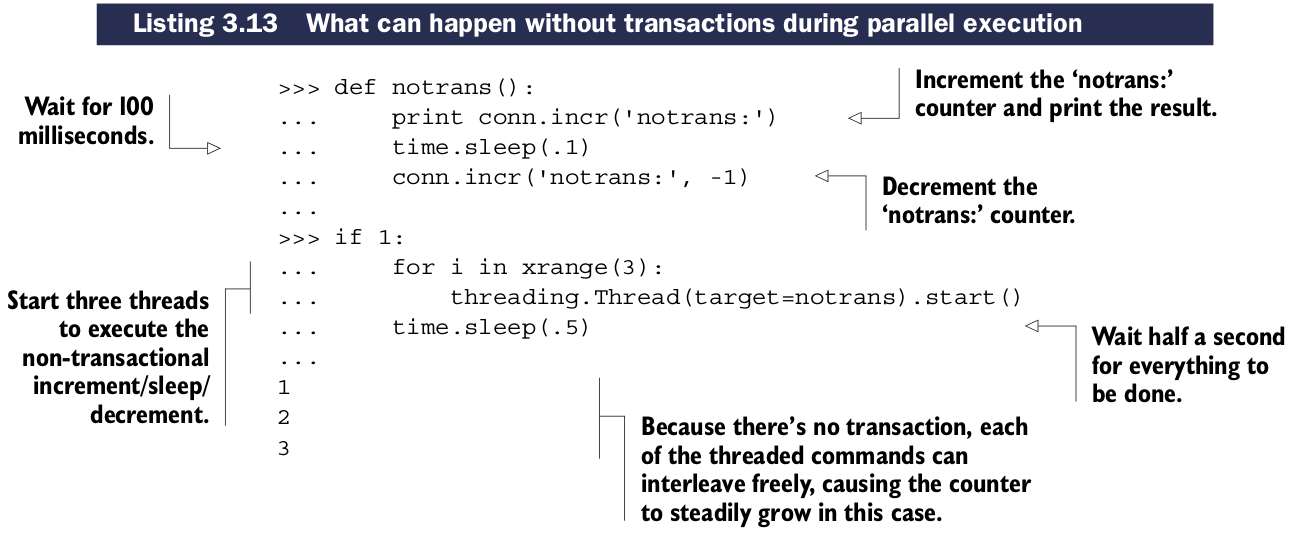 Listing 3.13 What can happen without transactions during parallel execution
>>> def notrans():
...     print conn.incr('notrans:')
...     time.sleep(.1)
...     conn.incr('notrans:', -1)
...
>>> if 1:
...     for i in xrange(3):
...         threading.Thread(target=notrans).start()
...     time.sleep(.5)
...
1
2
3
Wait for 100
milliseconds.
Increment the ‘notrans:’
counter and print the result.
Decrement the
‘notrans:’ counter.
Start three threads
to execute the
non-transactional
increment/sleep/
decrement.
Wait half a second
for everything to
be done.
Because there’s no transaction, each
of the threaded commands can
interleave freely, causing the counter
to steadily grow in this case.